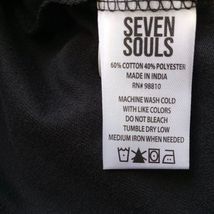 SEVEN
SOULS
60% COTTON 40% POLYESTER
MADE IN INDIA
RN# 98810
MACHINE WASH COLD
WITH LIKE COLORS
DO NOT BLEACH
TUMBLE DRY LOW
MEDIUM IRON WHEN NEEDED